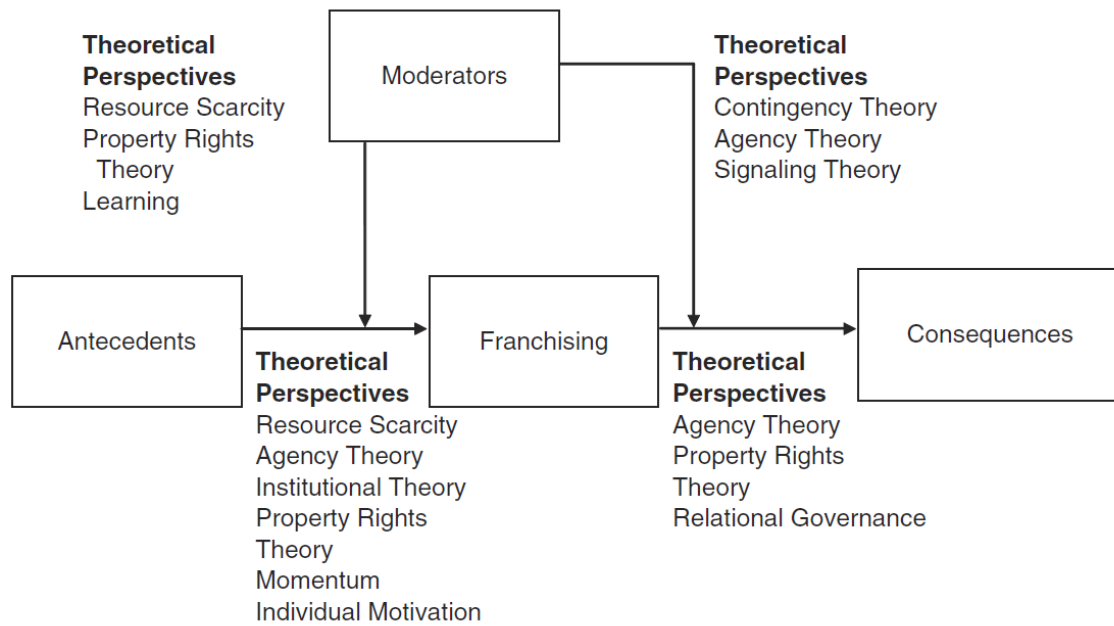 Theoretical
Perspectives
Resource Scarcity
Property Rights
Theory
Learning
Moderators
Theoretical
Perspectives
Contingency Theory
Agency Theory
Signaling Theory
Antecedents
Franchising
Consequences
Theoretical
Perspectives
Resource Scarcity
Agency Theory
Institutional Theory
Property Rights
Theory
Momentum
Individual Motivation
Theoretical
Perspectives
Agency Theory
Property Rights
Theory
Relational Governance